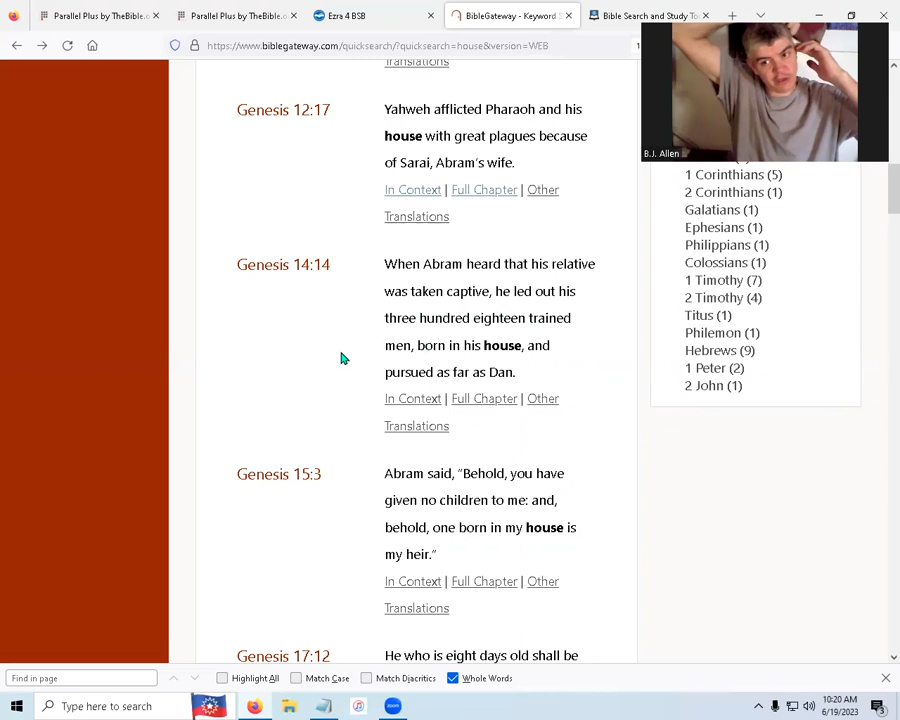 Parallel Plus by TheBible.or
Parallel Plus by TheBible.or
Ezra 4 BSB
BibleGateway - Keyword S
Bible Search and Study To
https://www.biblegateway.com/quicksearch/?quicksearch=house&version=WEB
Translations
Genesis 12:17
Yahweh afflicted Pharaoh and his
house with great plagues because
of Sarai, Abram's wife.
In Context | Full Chapter | Other
Translations
Genesis 14:14
When Abram heard that his relative
was taken captive, he led out his
three hundred eighteen trained
men, born in his house, and
pursued as far as Dan.
In Context | Full Chapter | Other
Translations
Genesis 15:3
Abram said, “Behold, you have
given no children to me: and,
behold, one born in my house is
my heir.”
In Context | Full Chapter | Other
Translations
Genesis 17:12
He who is eight days old shall be
B.J. Allen
1 Corinthians (5)
2 Corinthians (2)
Galatians (1)
Ephesians (1)
Philippians (1)
Colossians (1)
1 Timothy (7)
2 Timothy (4)
Titus (1)
Philemon (1)
Hebrews (9)
1 Peter (2)
2 John (1)
Find in page
Highlight All
Match Case
Match Diacritics
Whole Words
Type here to search
zoom
10:20 AM
6/19/2023
3